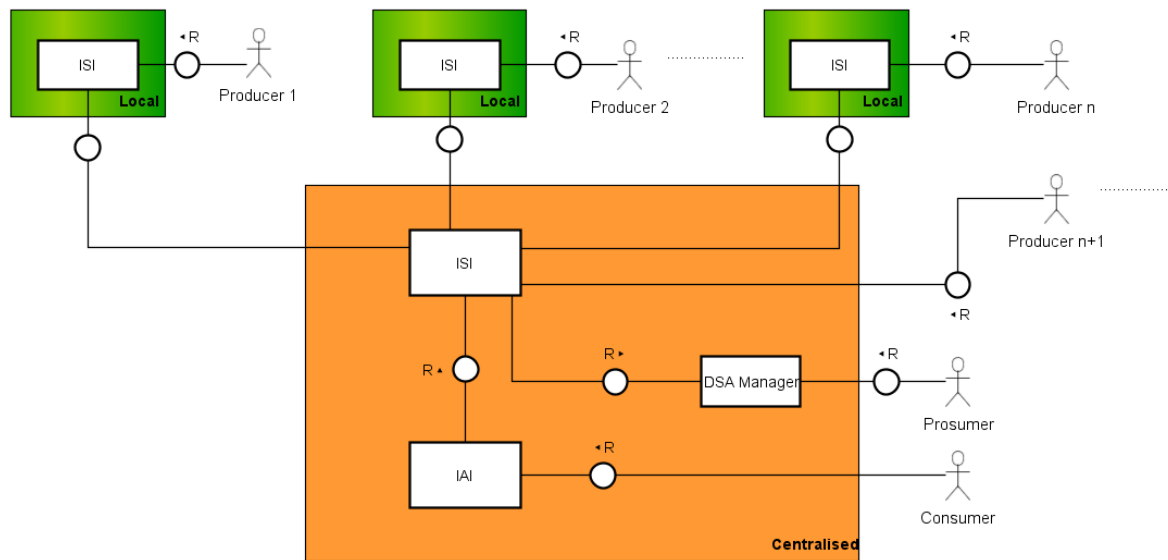 ◂ R
ISI
Local
Producer 1
◂ R
ISI
Local
Producer 2
◂ R
ISI
Local
Producer n
Producer n+1
ISI
◂ R
R ▴
R ▸
DSA Manager
◂ R
Prosumer
IAI
◂ R
Consumer
Centralised